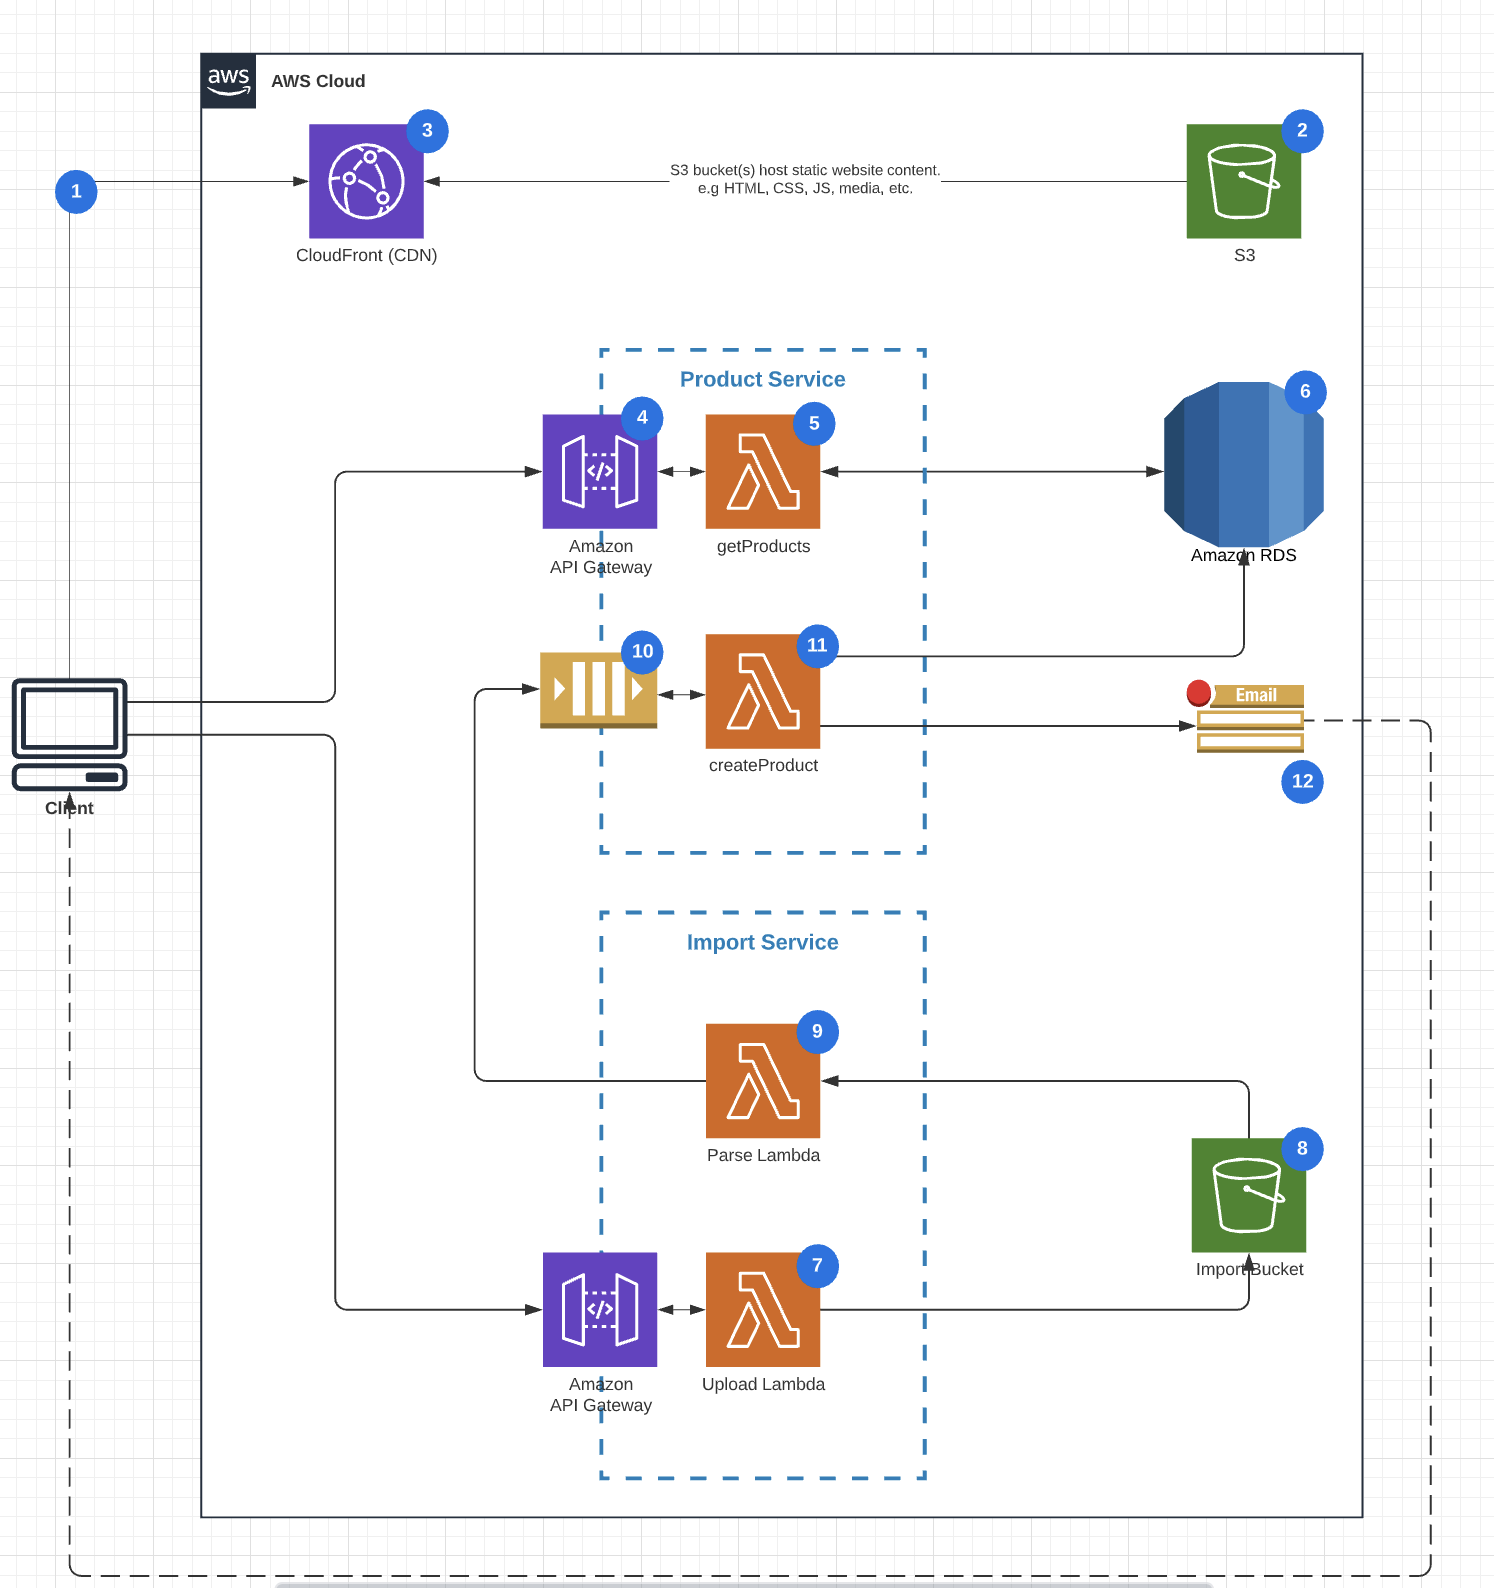 aws
AWS Cloud
3
2
1
S3 bucket(s) host static website content.
e.g HTML, CSS, JS, media, etc.
CloudFront (CDN)
S3
Product Service
4
5
6
</>
Amazon
API Gateway
getProducts
Amazon RDS
10
11
Email
createProduct
12
Client
Import Service
9
Parse Lambda
8
Import Bucket
7
</>
Amazon
API Gateway
Upload Lambda